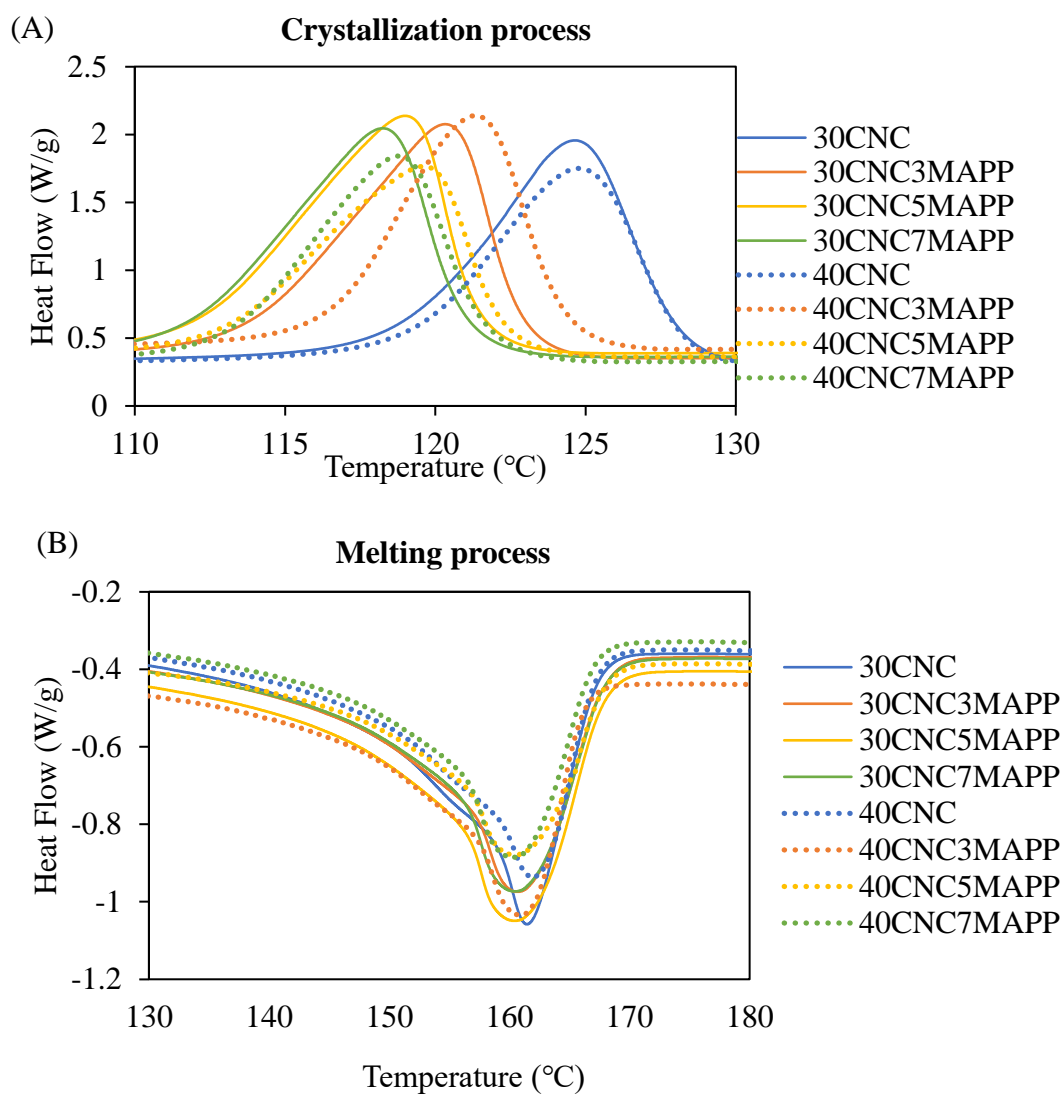 (A)
Crystallization process
2.5
2
1.5
1
0.5
0
Heat Flow (W/g)
110 115 120 125 130
Temperature (℃)
30CNC
30CNC3MAPP
30CNC5MAPP
30CNC7MAPP
40CNC
40CNC3MAPP
40CNC5MAPP
40CNC7MAPP
(B)
Melting process
-0.2
-0.4
-0.6
-0.8
-1
-1.2
Heat Flow (W/g)
130 140 150 160 170 180
Temperature (℃)
30CNC
30CNC3MAPP
30CNC5MAPP
30CNC7MAPP
40CNC
40CNC3MAPP
40CNC5MAPP
40CNC7MAPP